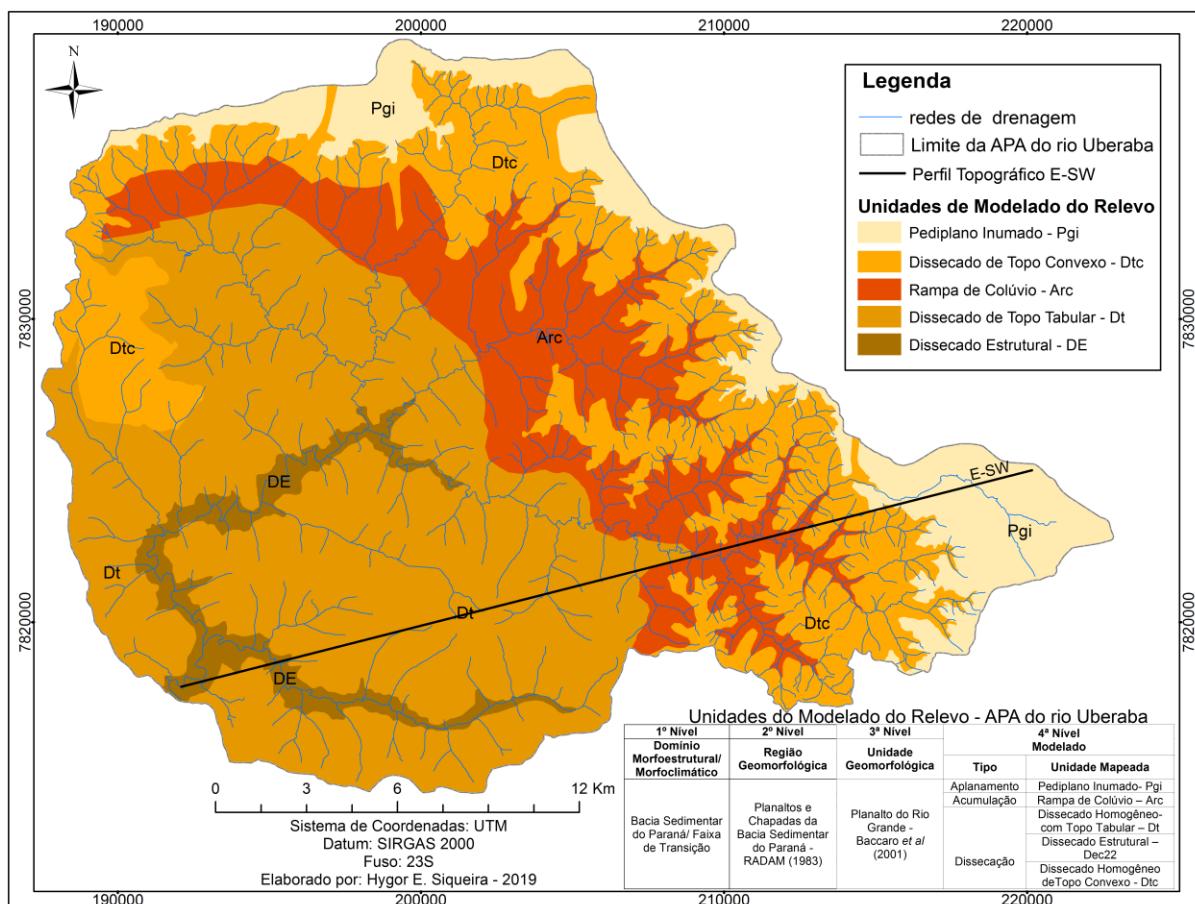 190000 200000 210000 220000
N
Legenda
redes de drenagem
Limite da APA do rio Uberaba
Perfil Topográfico E-SW
Unidades de Modelado do Relevo
Pediplano Inumado - Pgi
Dissecado de Topo Convexo - Dtc
Rampa de Colúvio - Arc
Dissecado de Topo Tabular - Dt
Dissecado Estrutural - DE
Pgi
Dtc
7830000 7830000
Arc
Dtc
E-SW
DE
Pgi
Dt
7820000 7820000
Dt
Dtc
DE
Unidades do Modelado do Relevo - APA do rio Uberaba
1º Nível 2º Nível 3ª Nível 4ª Nível
Modelado
Domínio Morfoestrutural/ Morfoclimático
Região Geomorfológica
Unidade Geomorfológica
Tipo Unidade Mapeada
Bacia Sedimentar do Paraná/ Faixa de Transição
Planaltos e Chapadas da Bacia Sedimentar do Paraná - RADAM (1983)
Planalto do Rio Grande - Baccaro et al (2001)
Aplanamento Pediplano Inumado- Pgi
Acumulação Rampa de Colúvio – Arc
Dissecação
Dissecado Homogêneo-
com Topo Tabular – Dt
Dissecado Estrutural –
Dec22
Dissecado Homogêno
deTopo Convexo - Dtc
0 3 6 12 Km
Sistema de Coordenadas: UTM
Datum: SIRGAS 2000
Fuso: 23S
Elaborado por: Hygor E. Siqueira - 2019
190000 200000 210000 220000